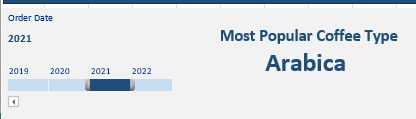 Order Date
2021
2019 2020 2021 2022
Most Popular Coffee Type
Arabica